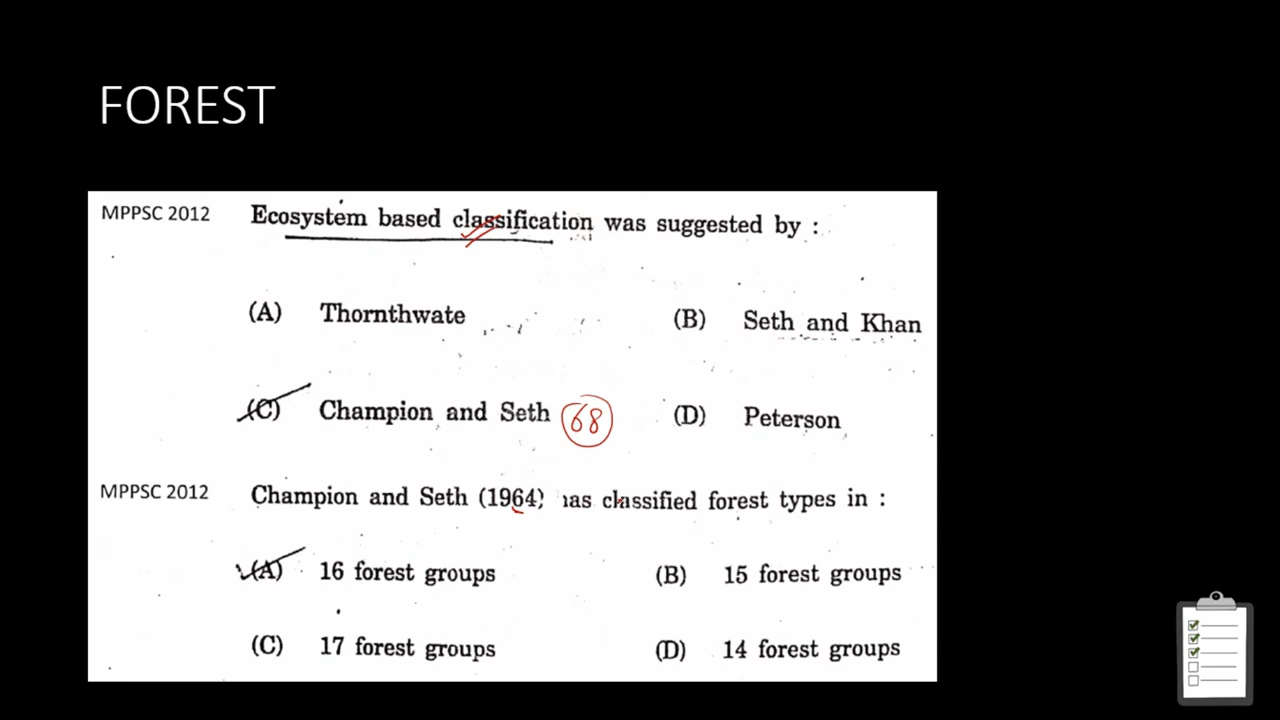 FOREST
MPPSC 2012 Ecosystem based classification was suggested by :
(A) Thornthwate (B) Seth and Khan
(C) Champion and Seth 68 (D) Peterson
MPPSC 2012 Champion and Seth (1964) has classified forest types in :
(A) 16 forest groups (B) 15 forest groups
(C) 17 forest groups (D) 14 forest groups